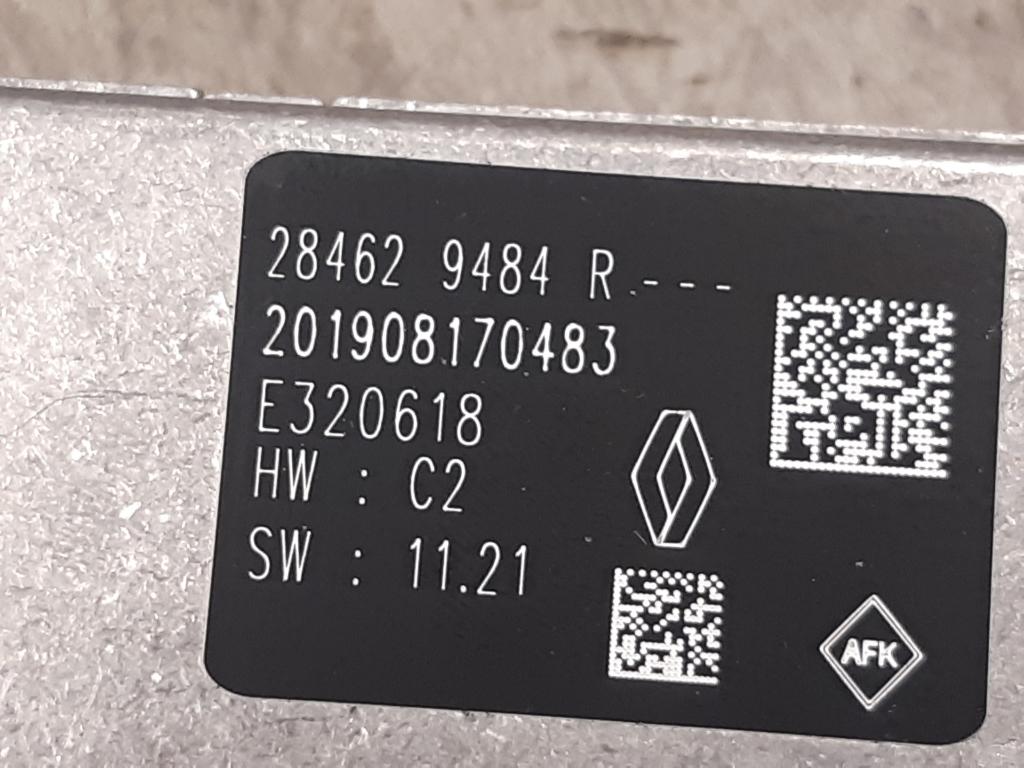 28462 9484 R ---
201908170483
E320618
HW : C2
SW : 11.21
AFK